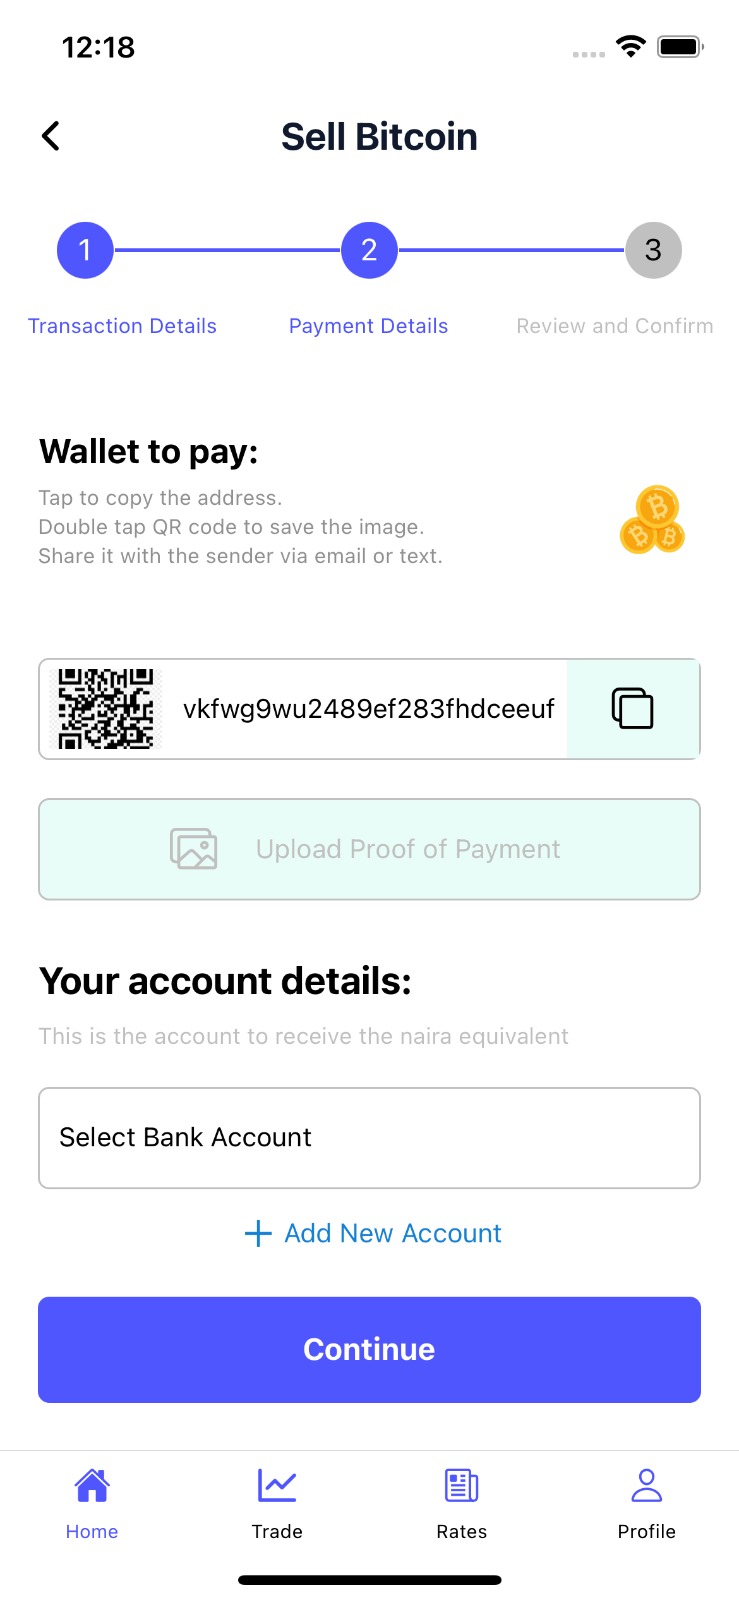 12:18
Sell Bitcoin
1
2
3
Transaction Details
Payment Details
Review and Confirm
Wallet to pay:
Tap to copy the address.
Double tap QR code to save the image.
Share it with the sender via email or text.
vkfwg9wu2489ef283fhdceeuf
Upload Proof of Payment
Your account details:
This is the account to receive the naira equivalent
Select Bank Account
+ Add New Account
Continue
Home
Trade
Rates
Profile